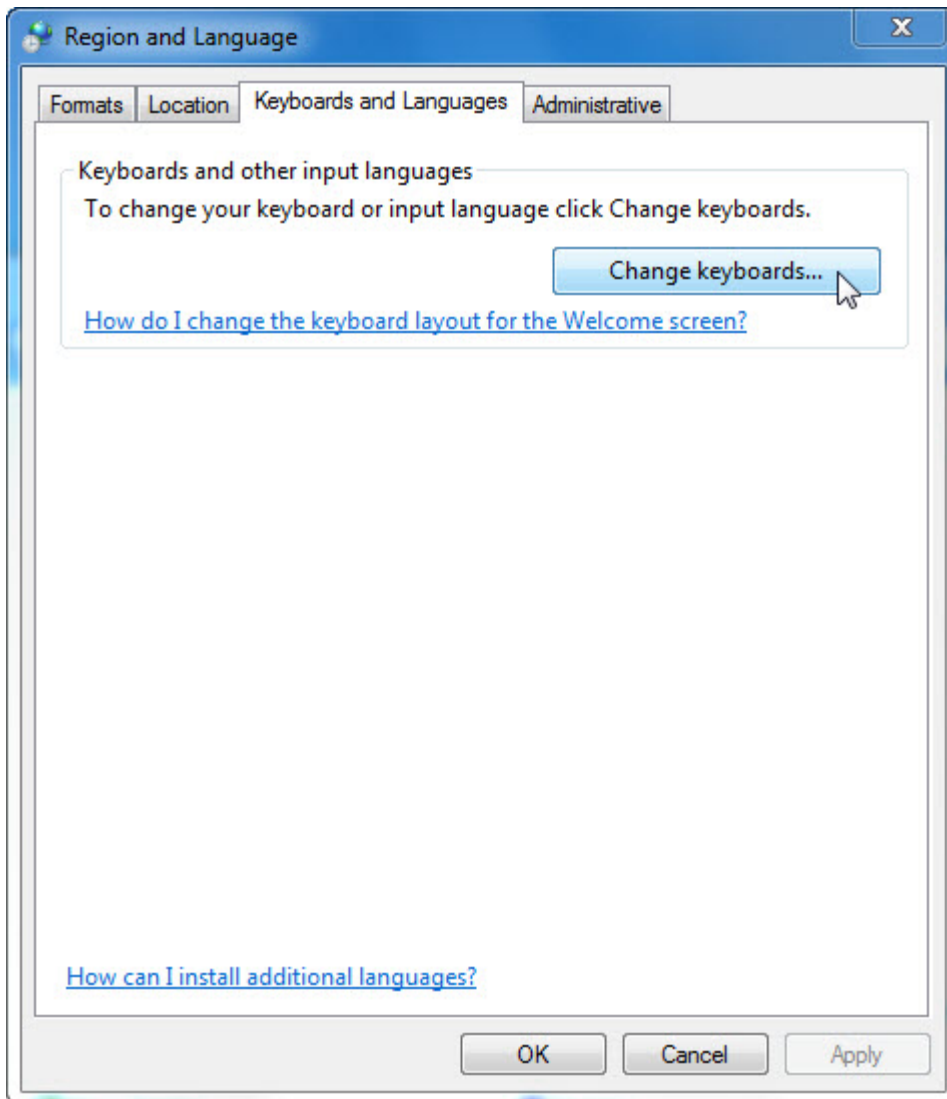 Region and Language
X
Formats Location Keyboards and Languages Administrative
Keyboards and other input languages
To change your keyboard or input language click Change keyboards.
Change keyboards...
How do I change the keyboard layout for the Welcome screen?
How can I install additional languages?
OK Cancel Apply